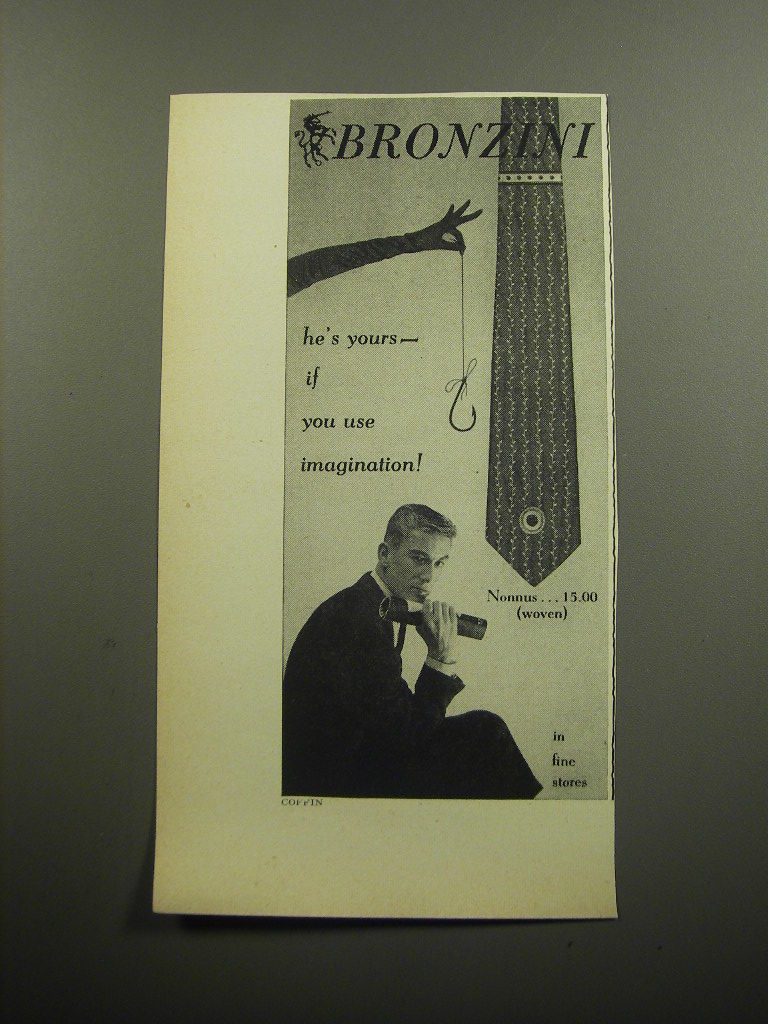 BRONZINI
he's yours—
if
you use
imagination!
Nonnus...15.00
(woven)
in
fine
stores
COFFIN